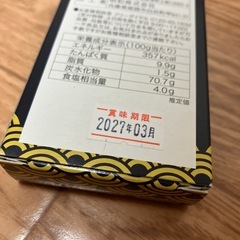 栄養成分表示(100g当たり)
エネルギー 357kcal
たんぱく質 9.9g
脂質 1.5g
炭水化物 70.7g
食塩相当量 4.0g
推定値
賞味期限
2027年03月